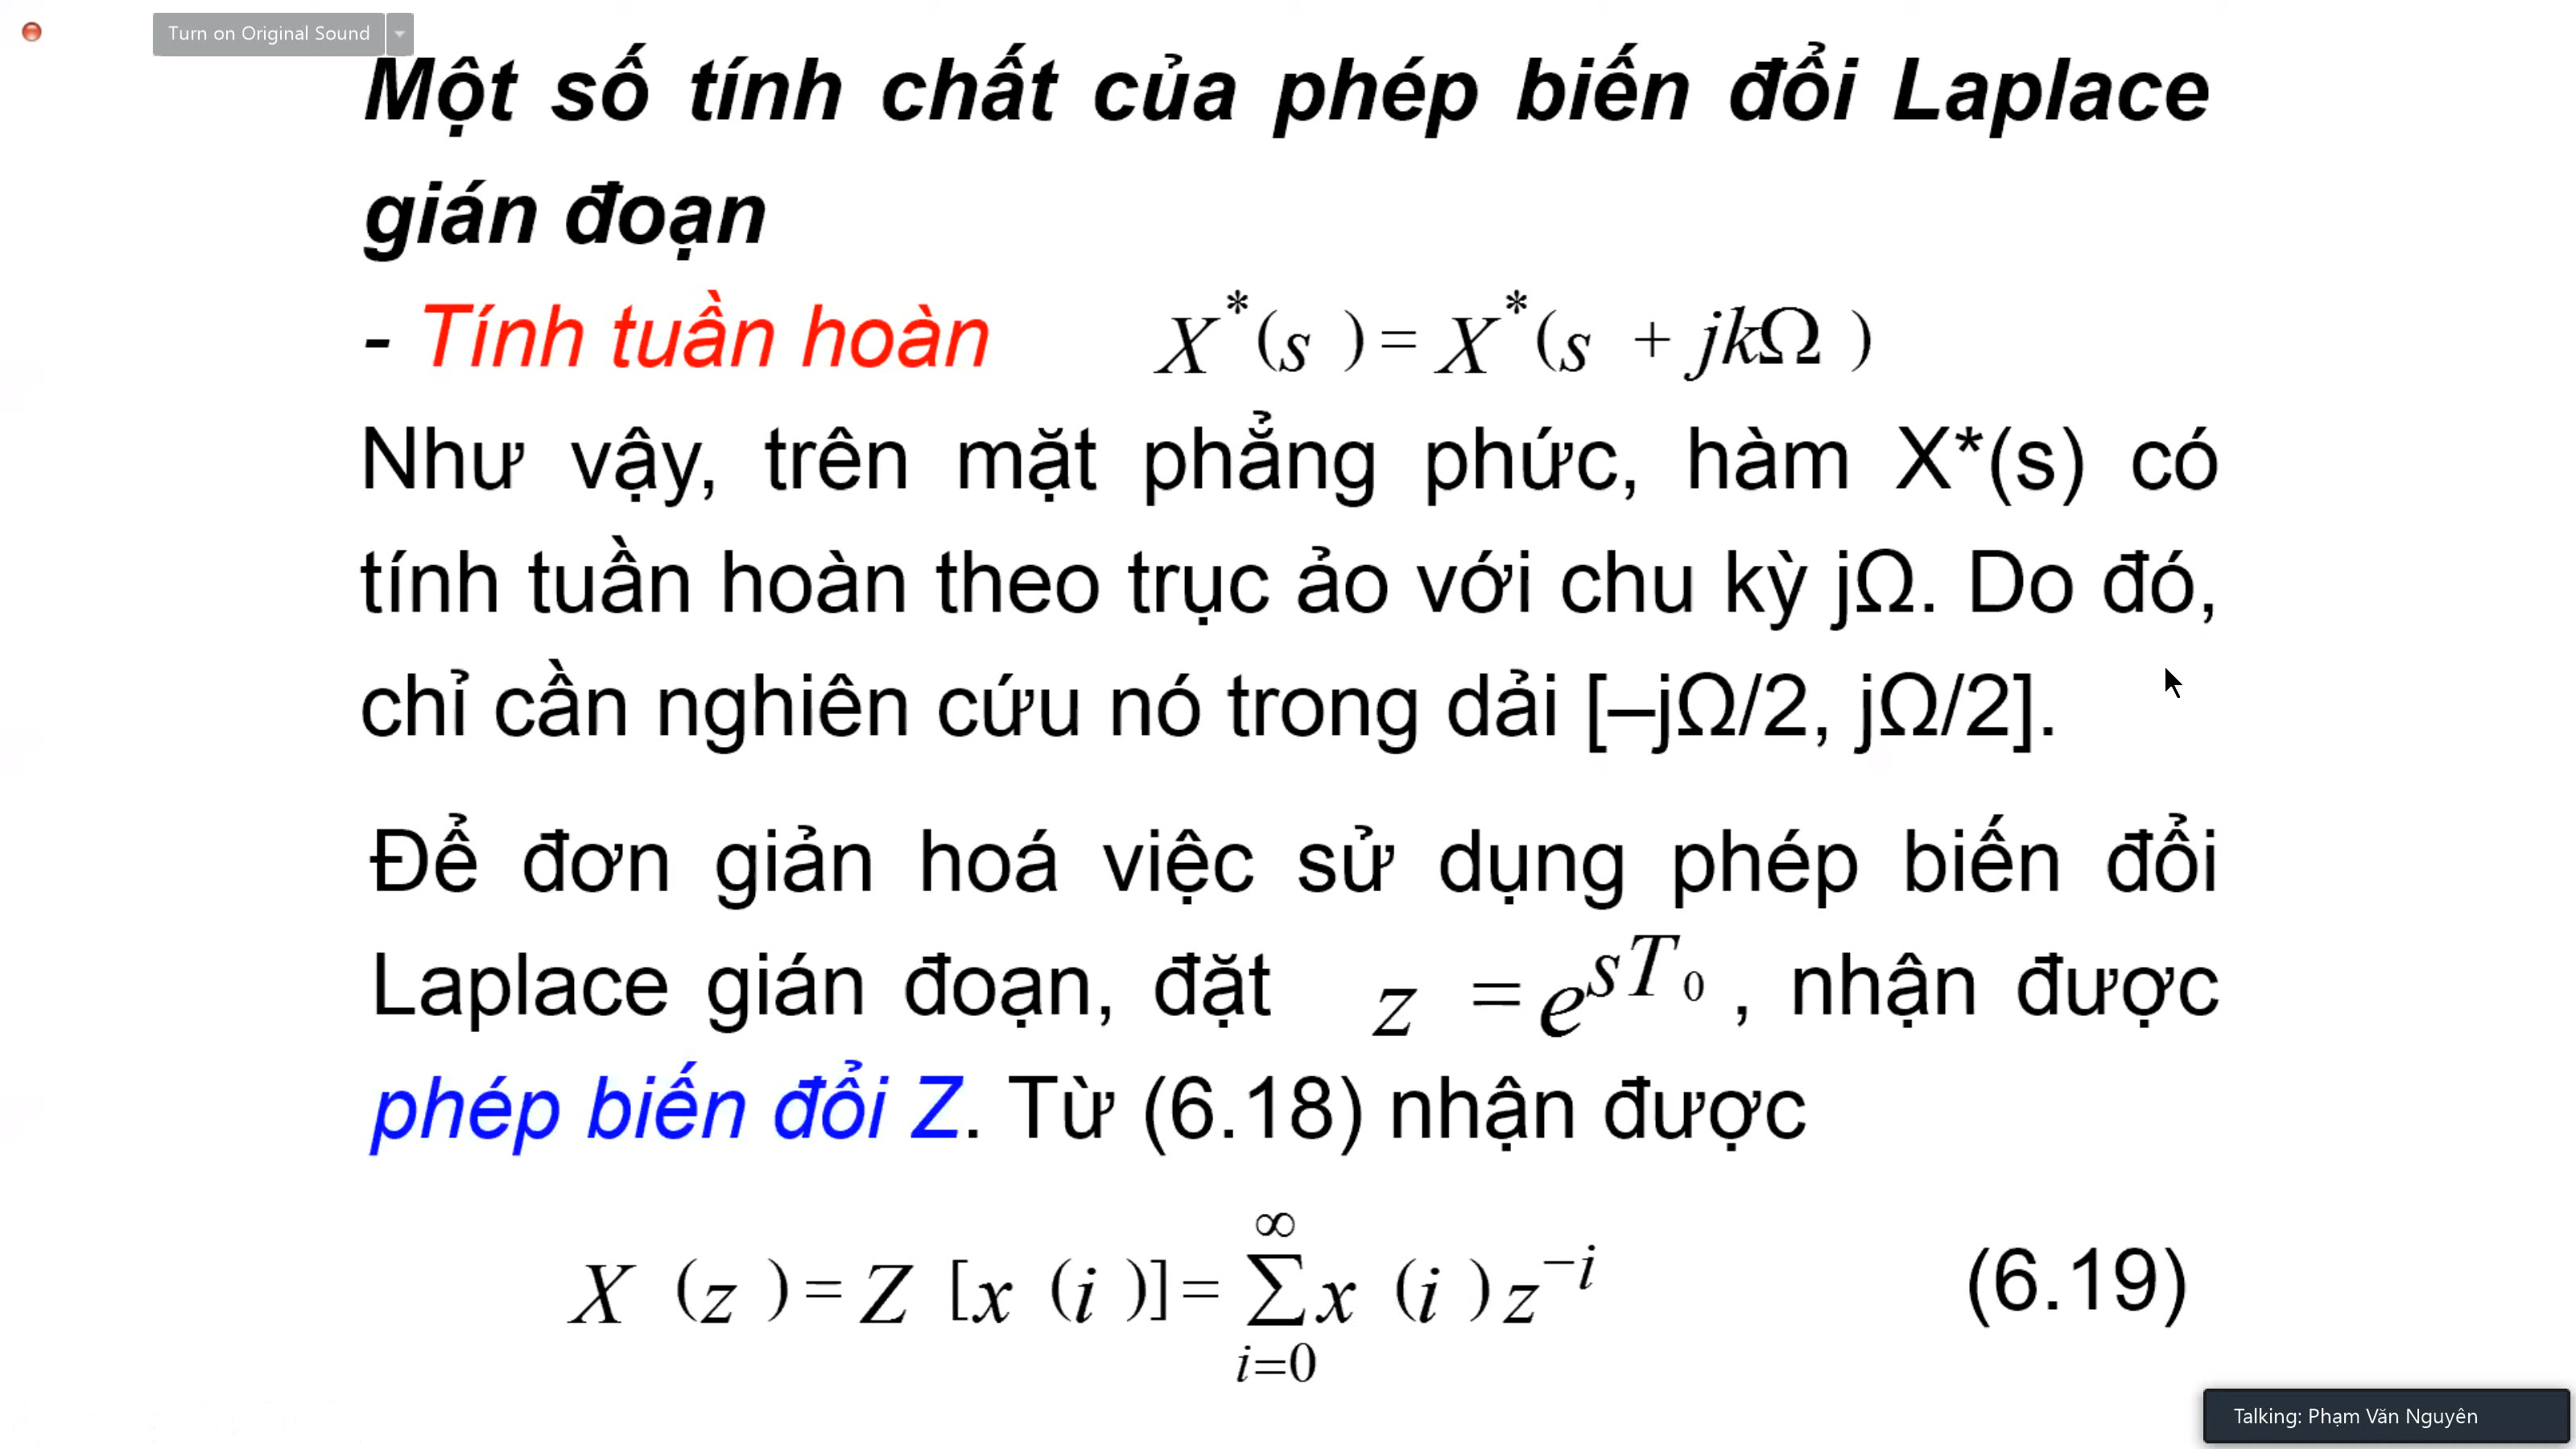 Turn on Original Sound
Một số tính chất của phép biến đổi Laplace
gián đoạn
- Tính tuần hoàn X*(s) = X*(s + jkΩ)
Như vậy, trên mặt phẳng phức, hàm X*(s) có
tính tuần hoàn theo trục ảo với chu kỳ jΩ. Do đó,
chỉ cần nghiên cứu nó trong dải [–jΩ/2, jΩ/2].
Để đơn giản hoá việc sử dụng phép biến đổi
Laplace gián đoạn, đặt z = e^{sT₀}, nhận được
phép biến đổi Z. Từ (6.18) nhận được
X(z) = Z[x(i)] = ∑_{i=0}^{∞} x(i)z^{−i} (6.19)
Talking: Phạm Văn Nguyên